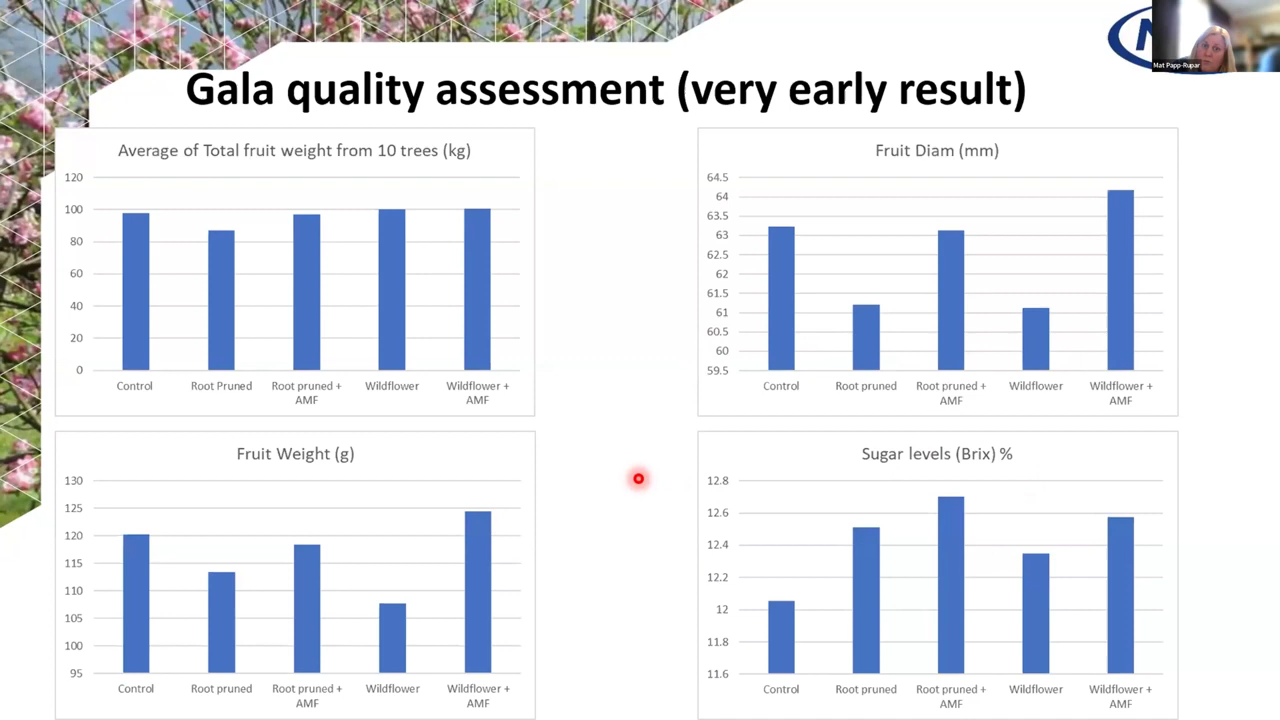 Gala quality assessment (very early result)
Mat Papp-Rupar
Average of Total fruit weight from 10 trees (kg)
120
100
80
60
40
20
0
Control
Root Pruned
Root pruned +
AMF
Wildflower
Wildflower +
AMF
Fruit Diam (mm)
64.5
64
63.5
63
62.5
62
61.5
61
60.5
60
59.5
Control
Root pruned
Root pruned +
AMF
Wildflower
Wildflower +
AMF
Fruit Weight (g)
130
125
120
115
110
105
100
95
Control
Root pruned
Root pruned +
AMF
Wildflower
Wildflower +
AMF
Sugar levels (Brix) %
12.8
12.6
12.4
12.2
12
11.8
11.6
Control
Root pruned
Root pruned +
AMF
Wildflower
Wildflower +
AMF